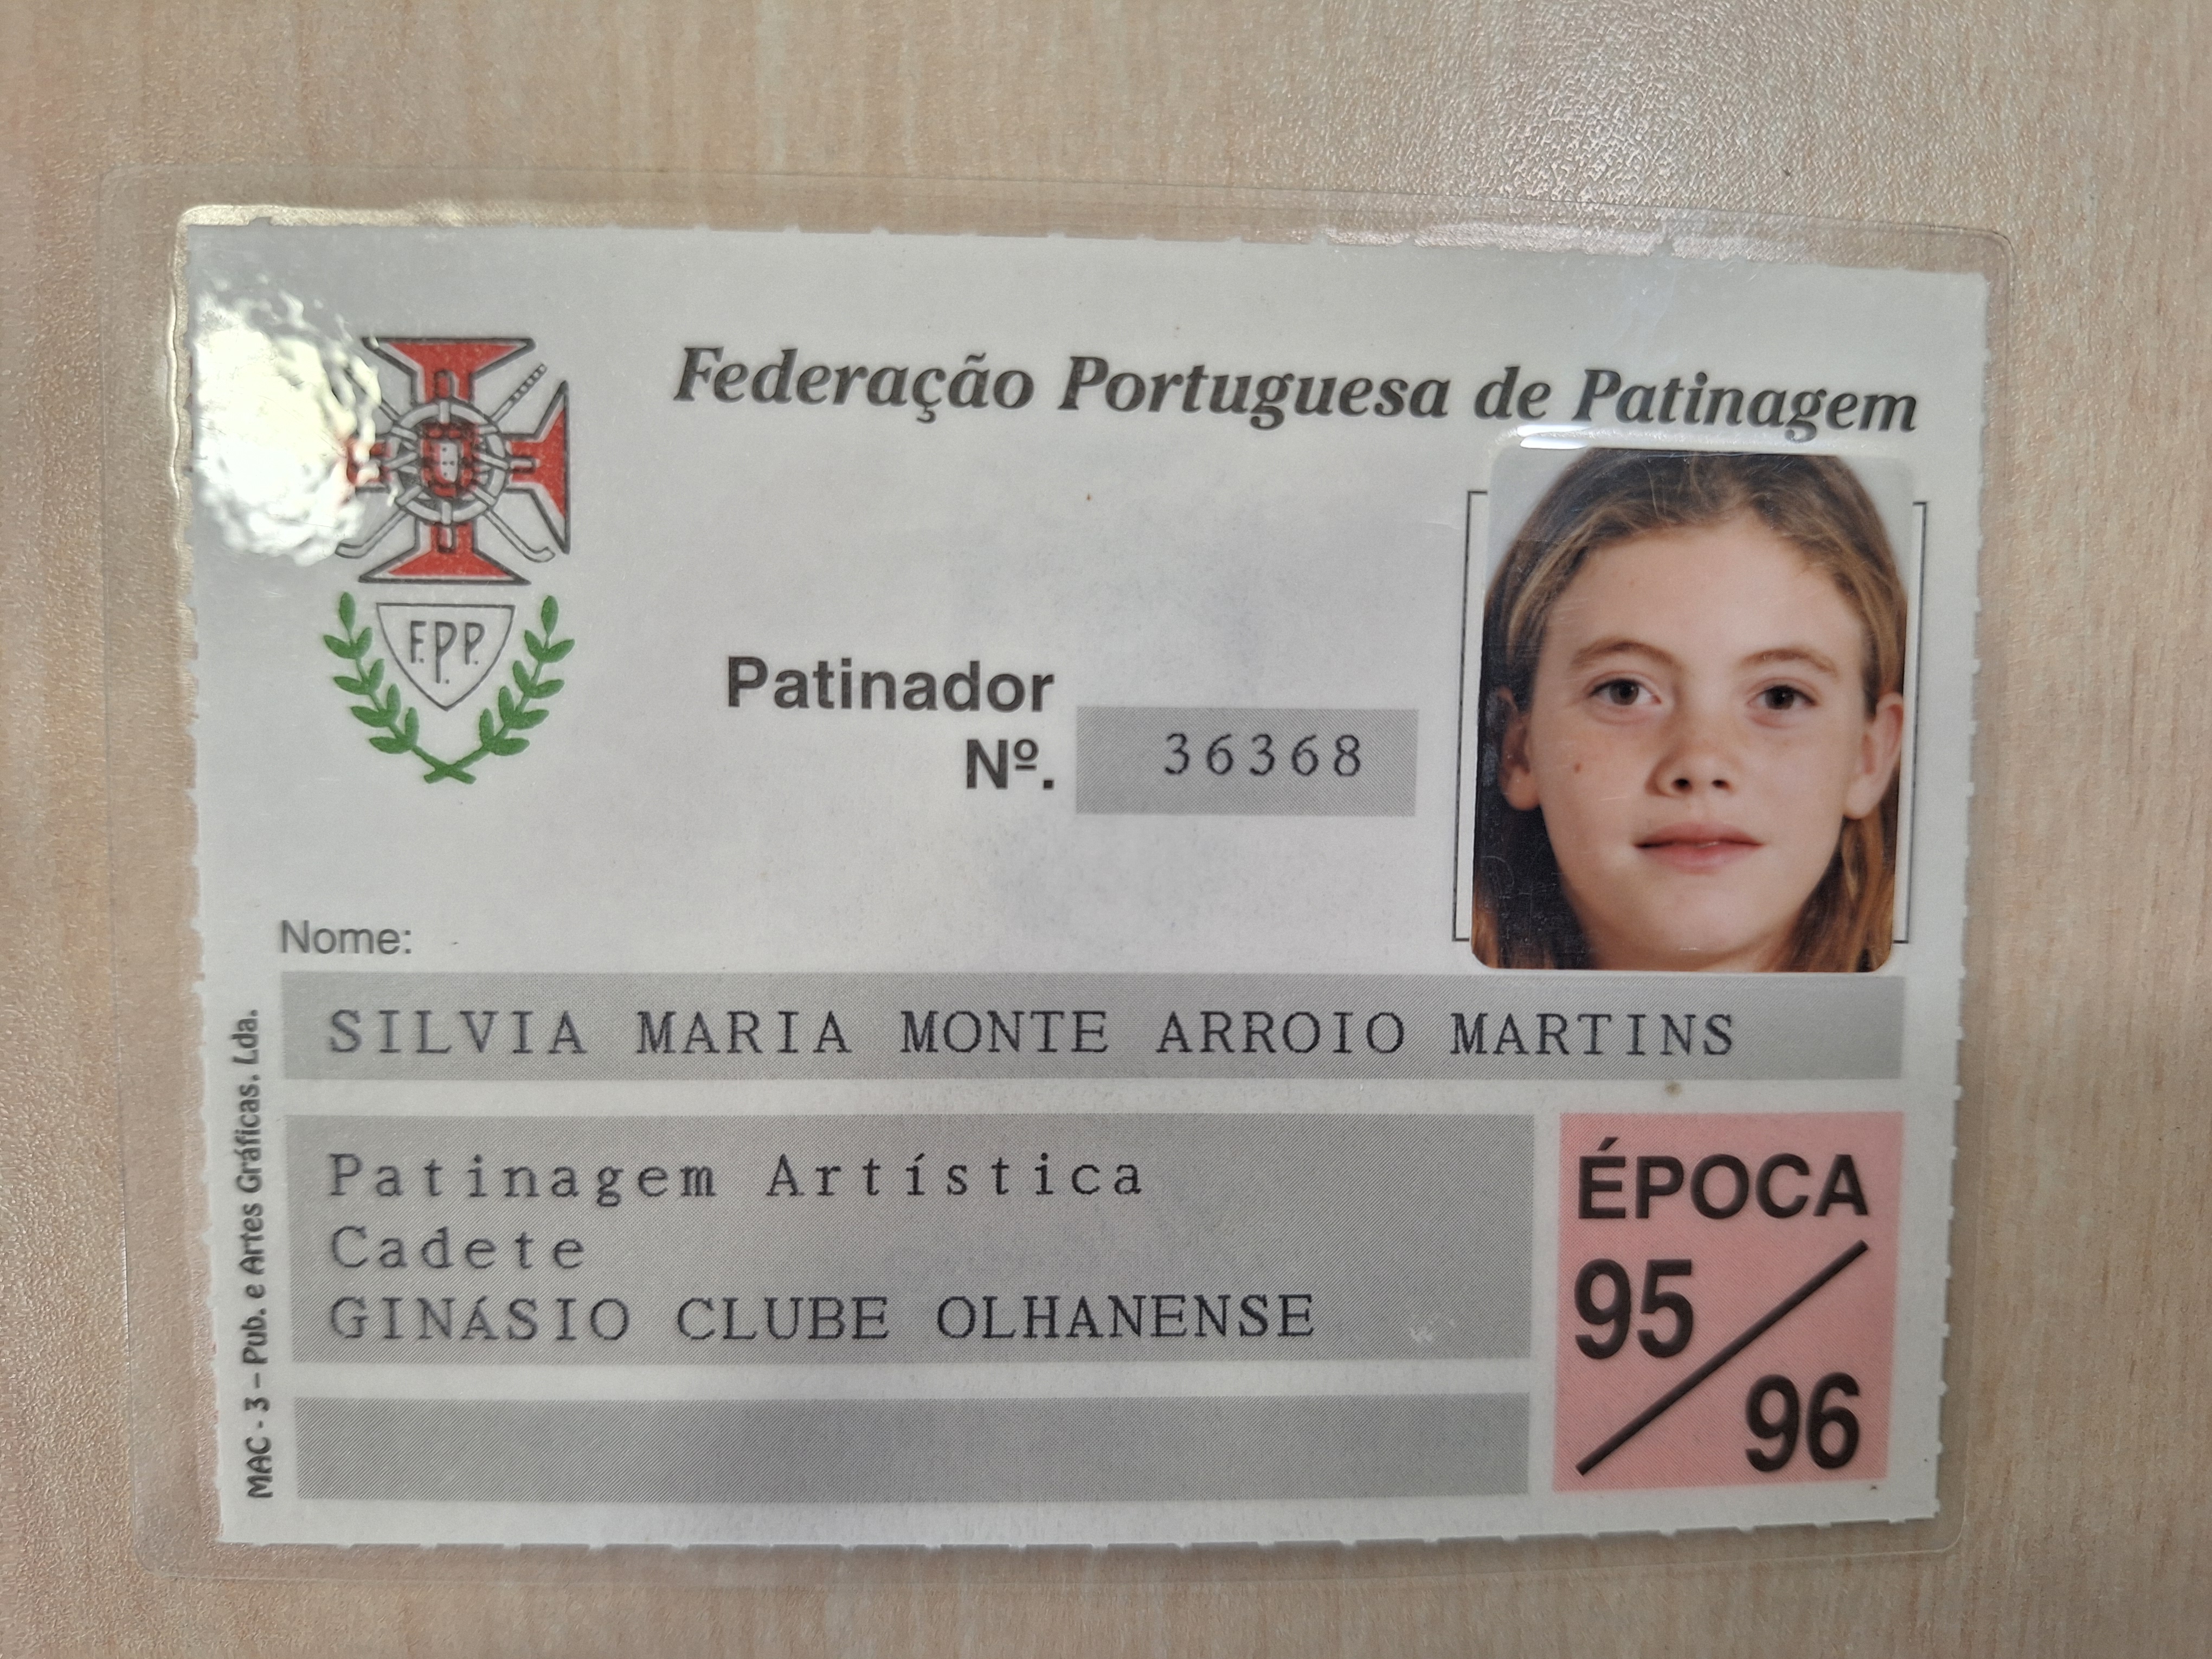 Federação Portuguesa de Patinagem
F.P.P.
Patinador
Nº. 36368
Nome:
SILVIA MARIA MONTE ARROIO MARTINS
Patinagem Artística
Cadete
GINÁSIO CLUBE OLHANENSE
ÉPOCA
95
96
MAC - 3 – Pub. e Artes Gráficas. Lda.